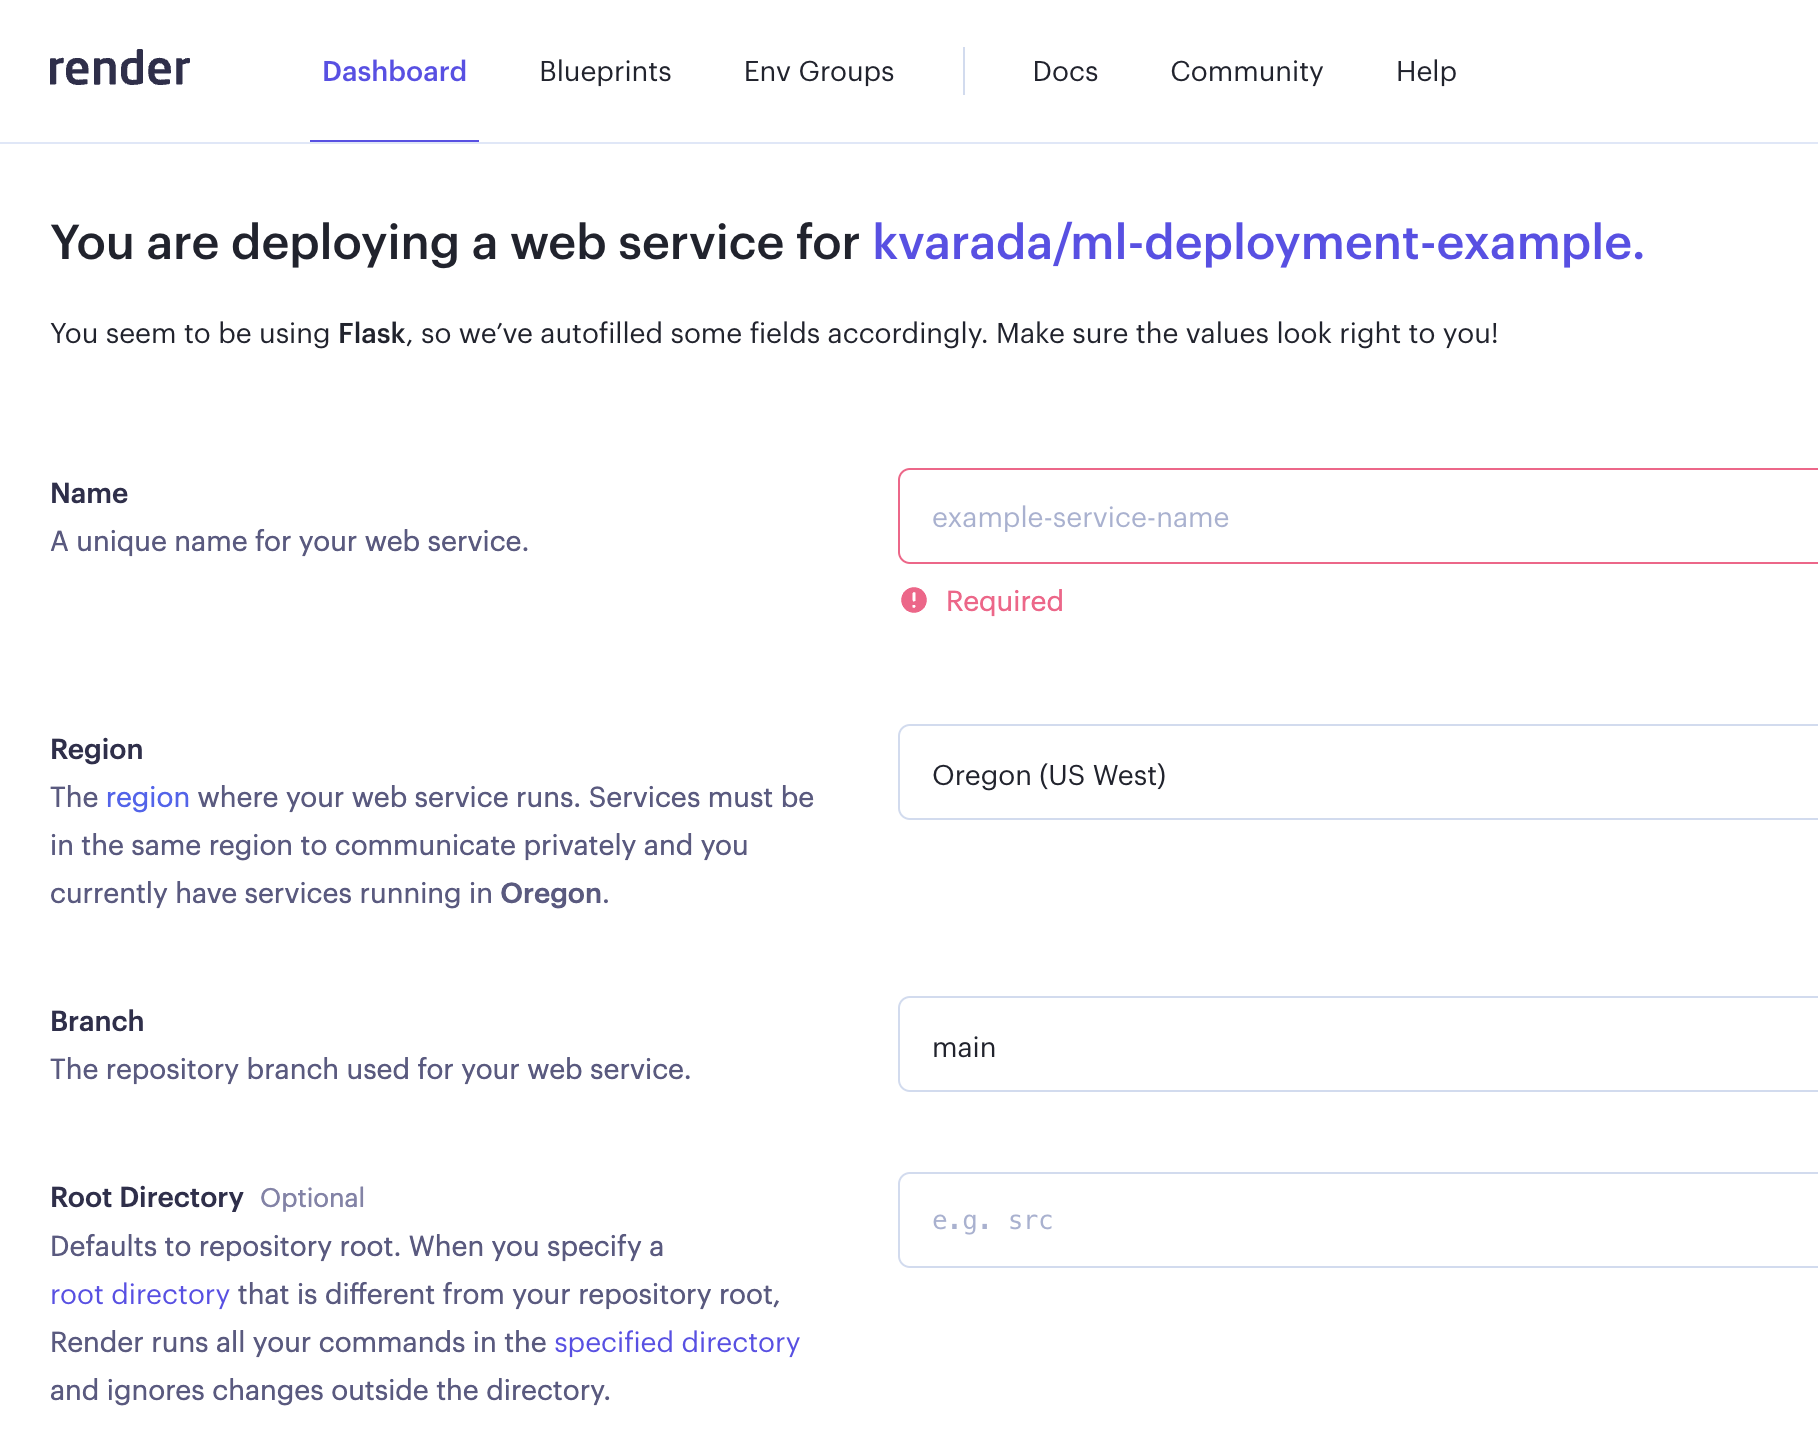 render Dashboard Blueprints Env Groups Docs Community Help
You are deploying a web service for kvarada/ml-deployment-example.
You seem to be using Flask, so we’ve autofilled some fields accordingly. Make sure the values look right to you!
Name
A unique name for your web service.
example-service-name
Required
Region
The region where your web service runs. Services must be
in the same region to communicate privately and you
currently have services running in Oregon.
Oregon (US West)
Branch
The repository branch used for your web service.
main
Root Directory Optional
Defaults to repository root. When you specify a
root directory that is different from your repository root,
Render runs all your commands in the specified directory
and ignores changes outside the directory.
e.g. src